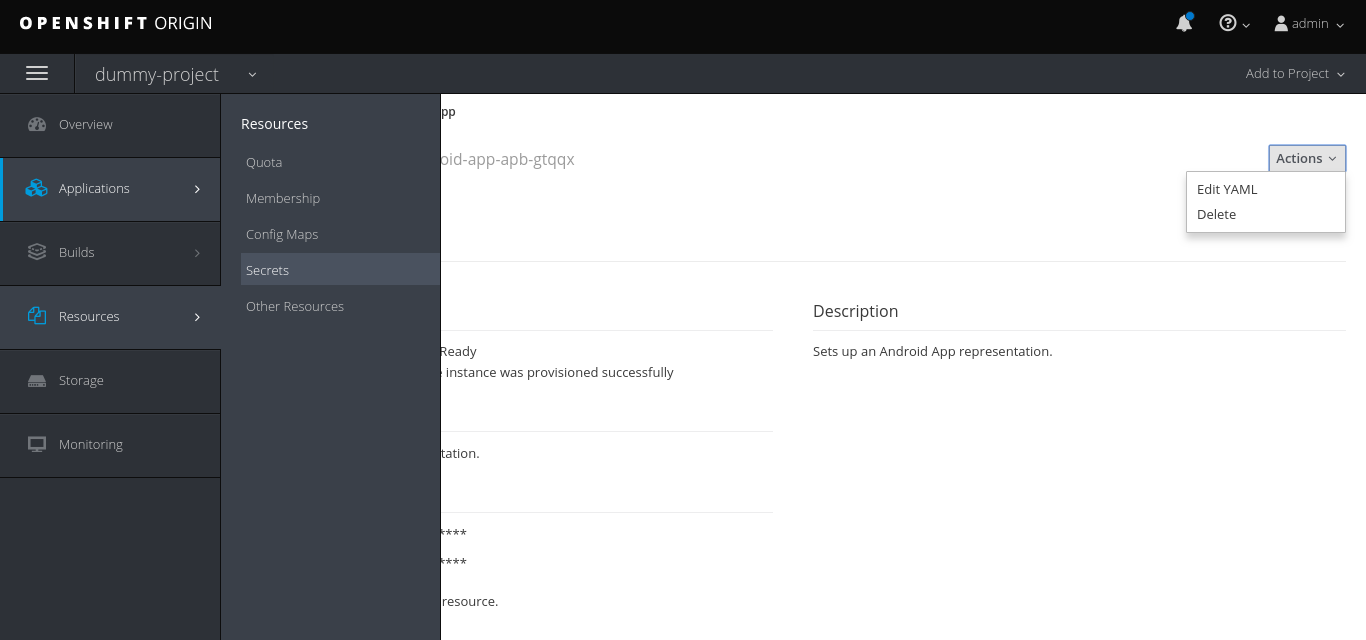 OPENSHIFT ORIGIN
admin
dummy-project
Add to Project
Overview
Applications
Builds
Resources
Storage
Monitoring
Resources
Quota
Membership
Config Maps
Secrets
Other Resources
pp
oid-app-apb-gtqqx
Actions
Edit YAML
Delete
Ready
instance was provisioned successfully
tation.
****
****
resource.
Description
Sets up an Android App representation.